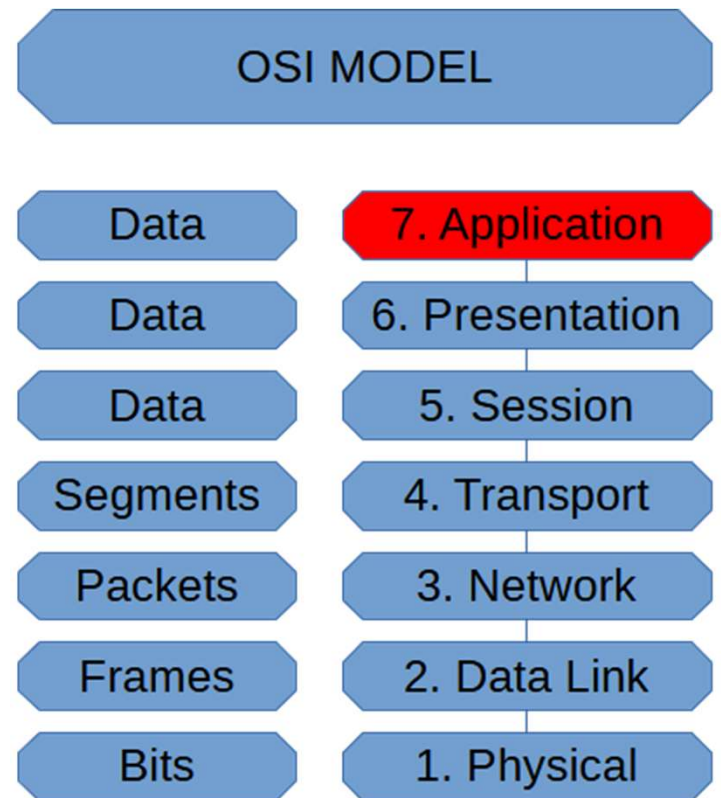 OSI MODEL
Data 7. Application
Data 6. Presentation
Data 5. Session
Segments 4. Transport
Packets 3. Network
Frames 2. Data Link
Bits 1. Physical